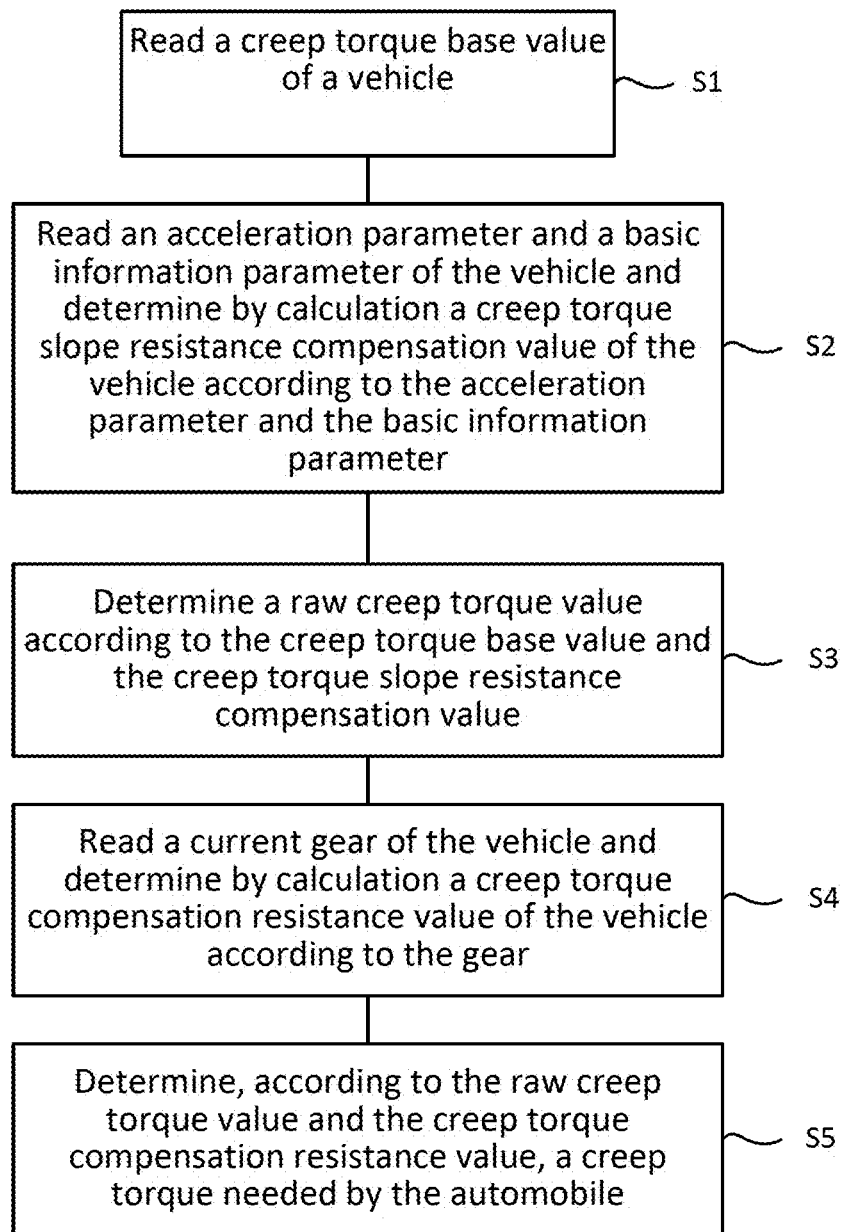 Read a creep torque base value
of a vehicle
S1
Read an acceleration parameter and a basic
information parameter of the vehicle and
determine by calculation a creep torque
slope resistance compensation value of the
vehicle according to the acceleration
parameter and the basic information
parameter
S2
Determine a raw creep torque value
according to the creep torque base value and
the creep torque slope resistance
compensation value
S3
Read a current gear of the vehicle and
determine by calculation a creep torque
compensation resistance value of the vehicle
according to the gear
S4
Determine, according to the raw creep
torque value and the creep torque
compensation resistance value, a creep
torque needed by the automobile
S5